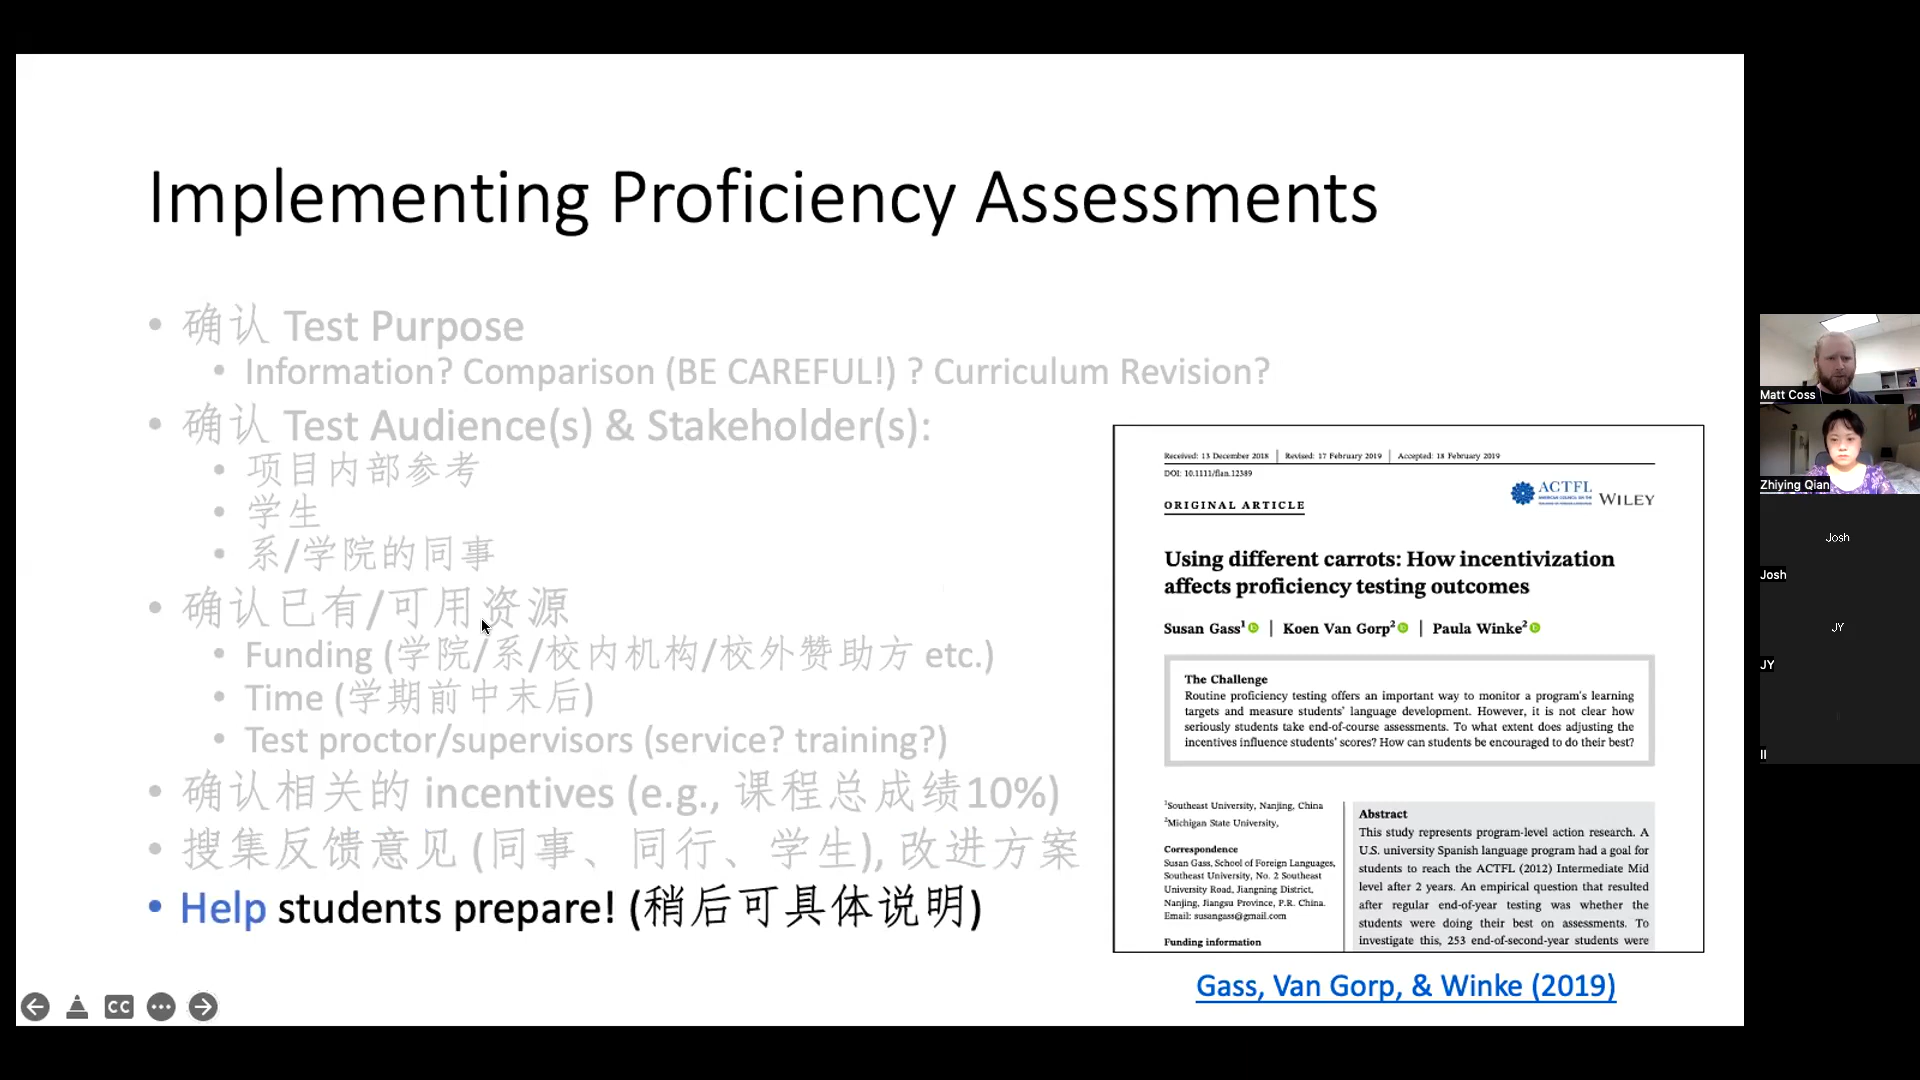 Implementing Proficiency Assessments
• 确认 Test Purpose
• Information? Comparison (BE CAREFUL!) ? Curriculum Revision?
• 确认 Test Audience(s) & Stakeholder(s):
• 项目内部参考
• 学生
• 系/学院的同事
• 确认已有/可用资源
• Funding (学院/系/校内机构/校外赞助方 etc.)
• Time (学期前中末后)
• Test proctor/supervisors (service? training?)
• 确认相关的 incentives (e.g., 课程总成绩10%)
• 搜集反馈意见 (同事、同行、学生), 改进方案
• Help students prepare! (稍后可具体说明)
Received: 13 December 2018 | Revised: 17 February 2019 | Accepted: 18 February 2019
DOI: 10.1111/flan.12389
ORIGINAL ARTICLE
ACTFL
WILEY
Using different carrots: How incentivization
affects proficiency testing outcomes
Susan Gass1 | Koen Van Gorp2 | Paula Winke2
The Challenge
Routine proficiency testing offers an important way to monitor a program's learning
targets and measure students' language development. However, it is not clear how
seriously students take end-of-course assessments. To what extent does adjusting the
incentives influence students' scores? How can students be encouraged to do their best?
1Southeast University, Nanjing, China
2Michigan State University,
Correspondence
Susan Gass, School of Foreign Languages,
Southeast University, No. 2 Southeast
University Road, Jiangning District,
Nanjing, Jiangsu Province, P.R. China.
Email: susangass@gmail.com
Funding information
Abstract
This study represents program-level action research. A
U.S. university Spanish language program had a goal for
students to reach the ACTFL (2012) Intermediate Mid
level after 2 years. An empirical question that resulted
after regular end-of-year testing was whether the
students were doing their best on assessments. To
investigate this, 253 end-of-second-year students were
Gass, Van Gorp, & Winke (2019)
CC
Matt Coss
Zhiying Qian
Josh
Josh
JY
JY
ll